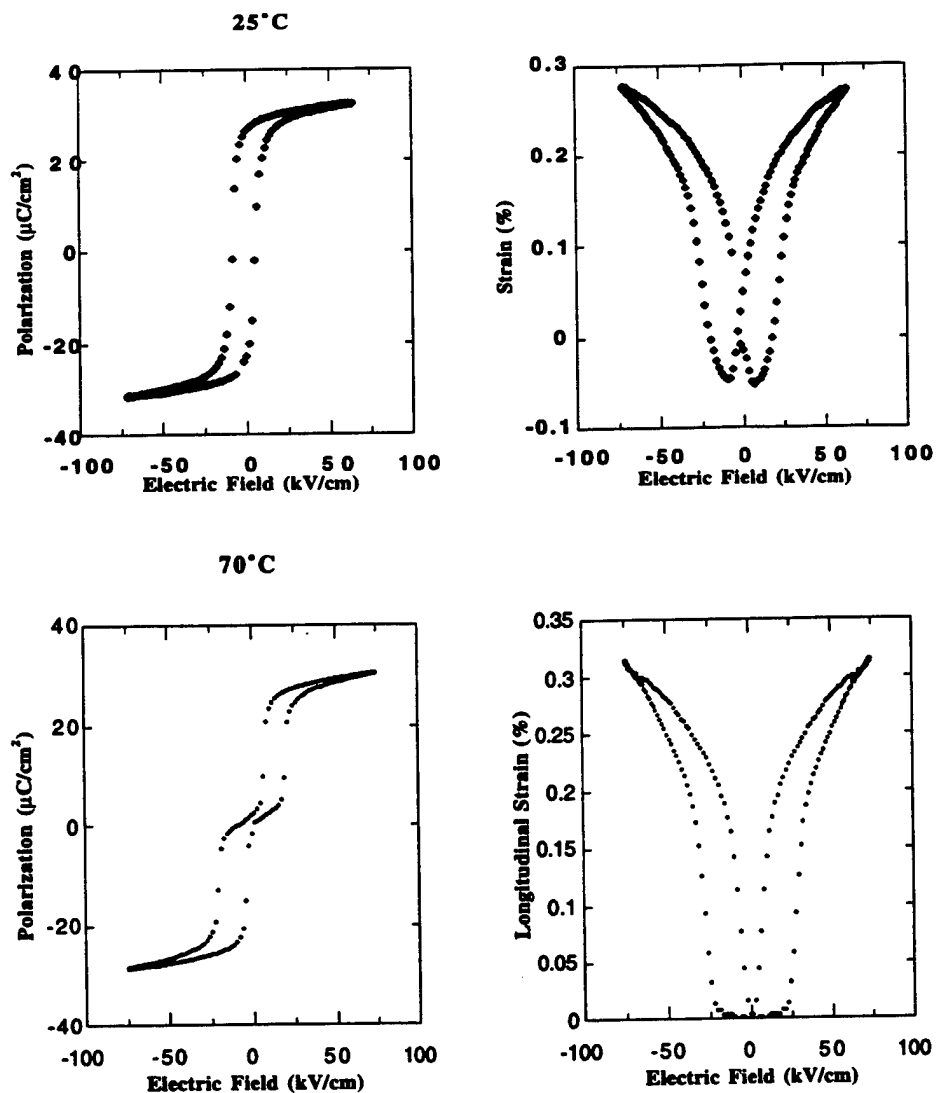 25°C
40
20
0
-20
-40
Polarization (μC/cm²)
-100 -50 0 50 100
Electric Field (kV/cm)
0.3
0.2
0.1
0
-0.1
Strain (%)
-100 -50 0 50 100
Electric Field (kV/cm)
70°C
40
20
0
-20
-40
Polarization (μC/cm²)
-100 -50 0 50 100
Electric Field (kV/cm)
0.35
0.3
0.25
0.2
0.15
0.1
0.05
0
Longitudinal Strain (%)
-100 -50 0 50 100
Electric Field (kV/cm)